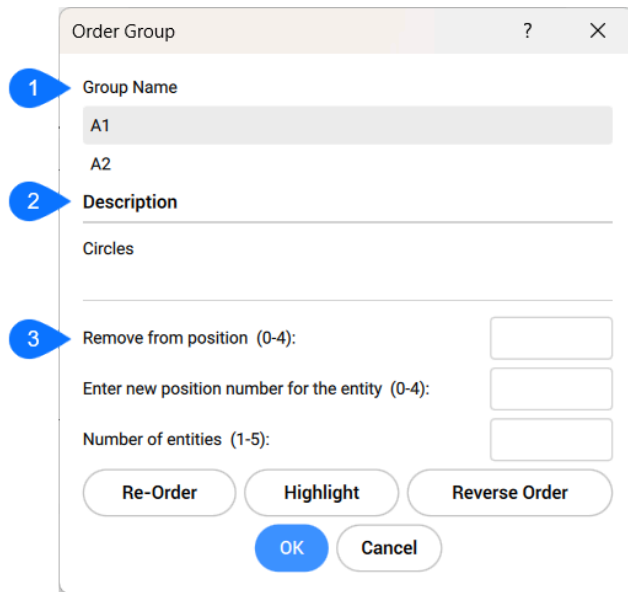 Order Group ? ×
1 Group Name
A1
A2
2 Description
Circles
3 Remove from position (0-4):
Enter new position number for the entity (0-4):
Number of entities (1-5):
Re-Order Highlight Reverse Order
OK Cancel